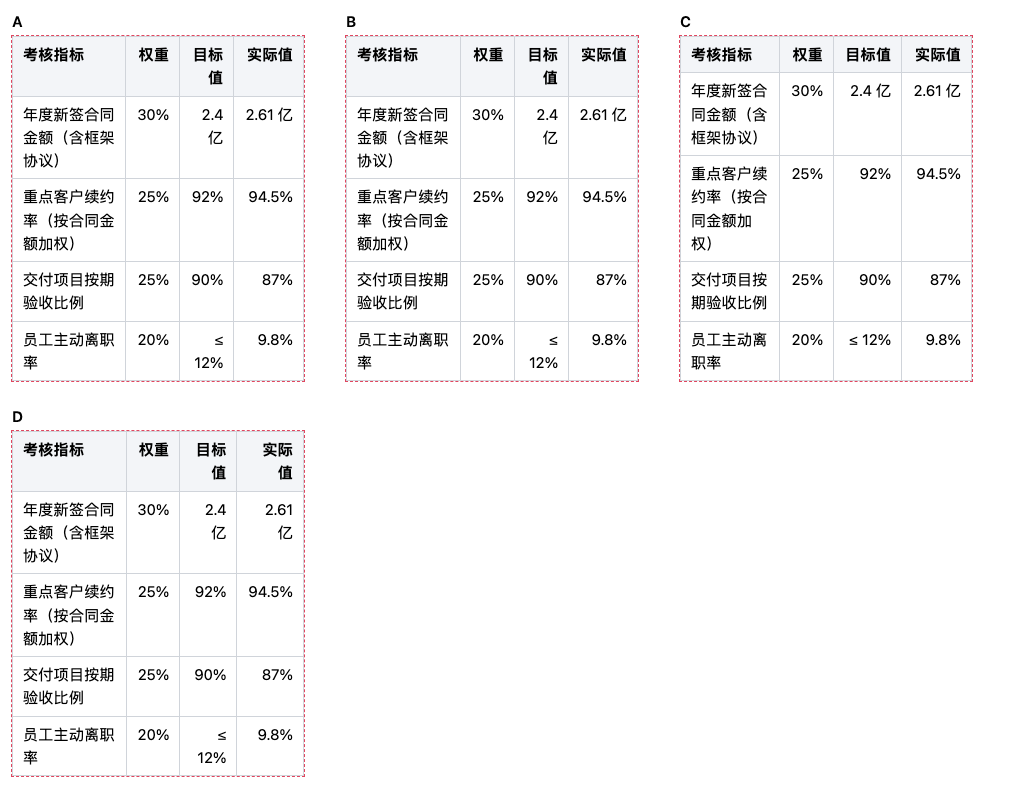 A
考核指标 权重 目标 实际值
值
年度新签合同 30% 2.4 2.61 亿
金额（含框架 亿
协议）
重点客户续约 25% 92% 94.5%
率（按合同金
额加权）
交付项目按期 25% 90% 87%
验收比例
员工主动离职 20% ≤ 9.8%
率 12%
B
考核指标 权重 目标 实际值
值
年度新签合同 30% 2.4 2.61 亿
金额（含框架 亿
协议）
重点客户续约 25% 92% 94.5%
率（按合同金
额加权）
交付项目按期 25% 90% 87%
验收比例
员工主动离职 20% ≤ 9.8%
率 12%
C
考核指标 权重 目标值 实际值
年度新签合 30% 2.4 亿 2.61 亿
同金额（含
框架协议）
重点客户续 25% 92% 94.5%
约率（按合
同金额加
权）
交付项目按 25% 90% 87%
期验收比例
员工主动离 20% ≤ 12% 9.8%
职率
D
考核指标 权重 目标 实际
值 值
年度新签合同 30% 2.4 2.61
金额（含框架 亿 亿
协议）
重点客户续约 25% 92% 94.5%
率（按合同金
额加权）
交付项目按期 25% 90% 87%
验收比例
员工主动离职 20% ≤ 9.8%
率 12%